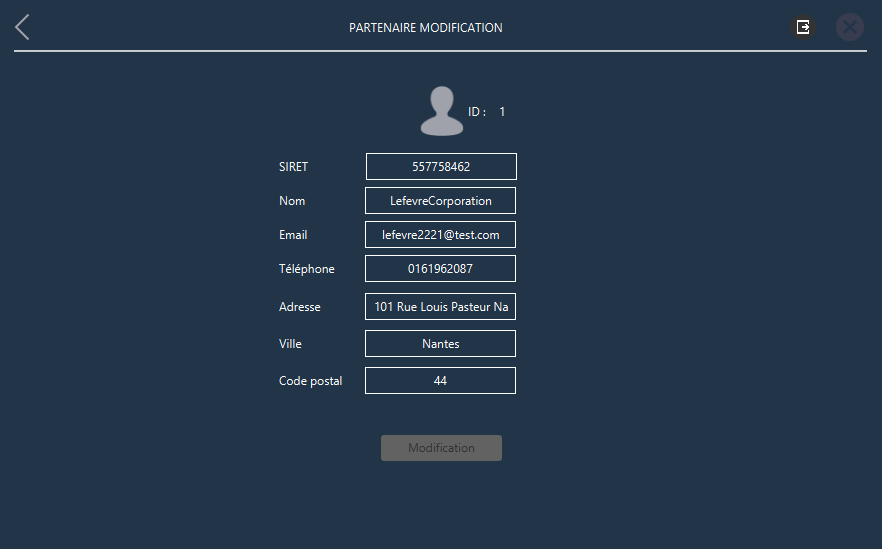 PARTENAIRE MODIFICATION
ID : 1
SIRET 557758462
Nom LefevreCorporation
Email lefevre2221@test.com
Téléphone 0161962087
Adresse 101 Rue Louis Pasteur Na
Ville Nantes
Code postal 44
Modification